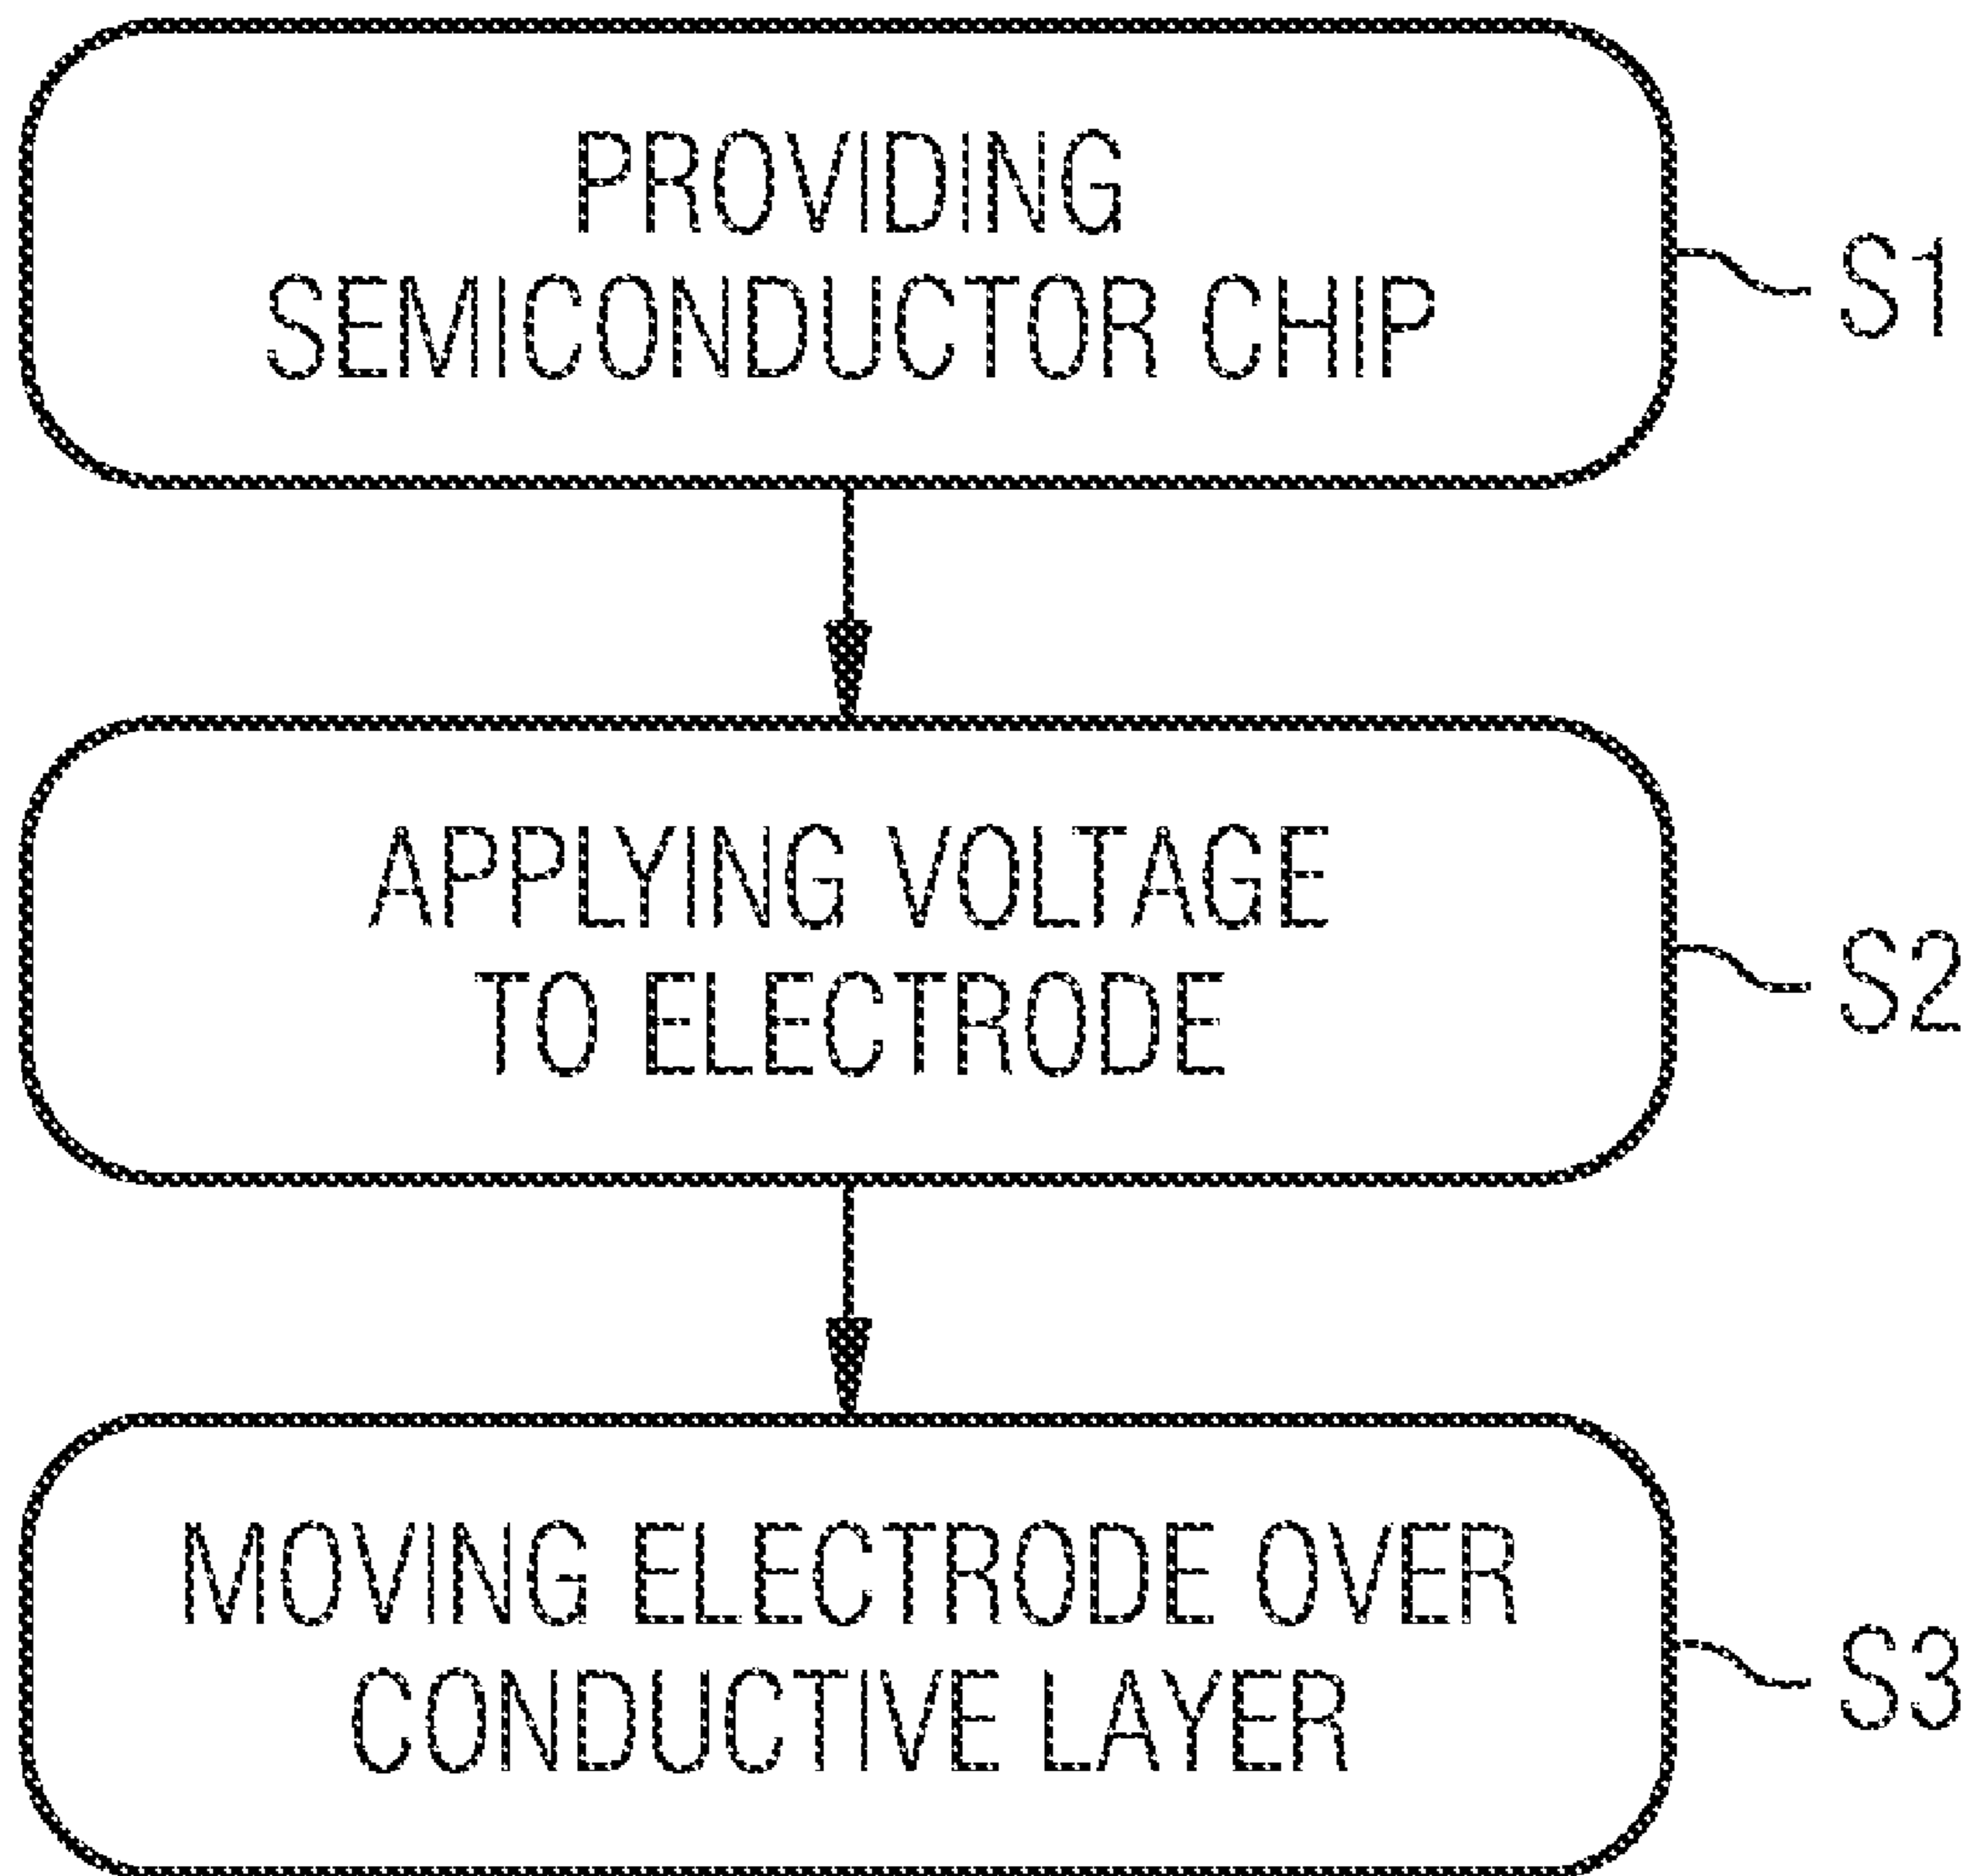 PROVIDING
SEMICONDUCTOR CHIP
S1
APPLYING VOLTAGE
TO ELECTRODE
S2
MOVING ELECTRODE OVER
CONDUCTIVE LAYER
S3